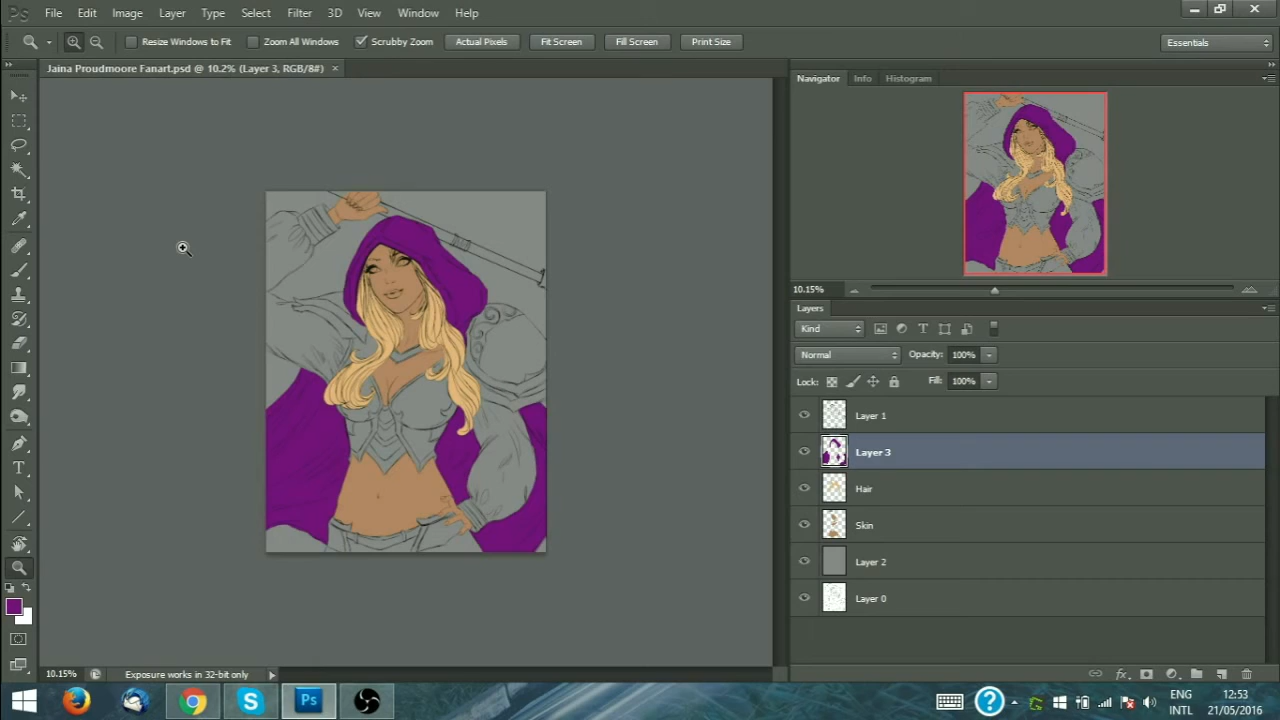 Ps File Edit Image Layer Type Select Filter 3D View Window Help
Resize Windows to Fit Zoom All Windows Scrubby Zoom Actual Pixels Fit Screen Fill Screen Print Size Essentials
Jaina Proudmoore Fanart.psd @ 10.2% (Layer 3, RGB/8#) ×
Navigator Info Histogram
10.15%
Layers
Kind
Normal Opacity: 100%
Lock: Fill: 100%
Layer 1
Layer 3
Hair
Skin
Layer 2
Layer 0
10.15% Exposure works in 32-bit only
Ps ENG 12:53
INTL 21/05/2016